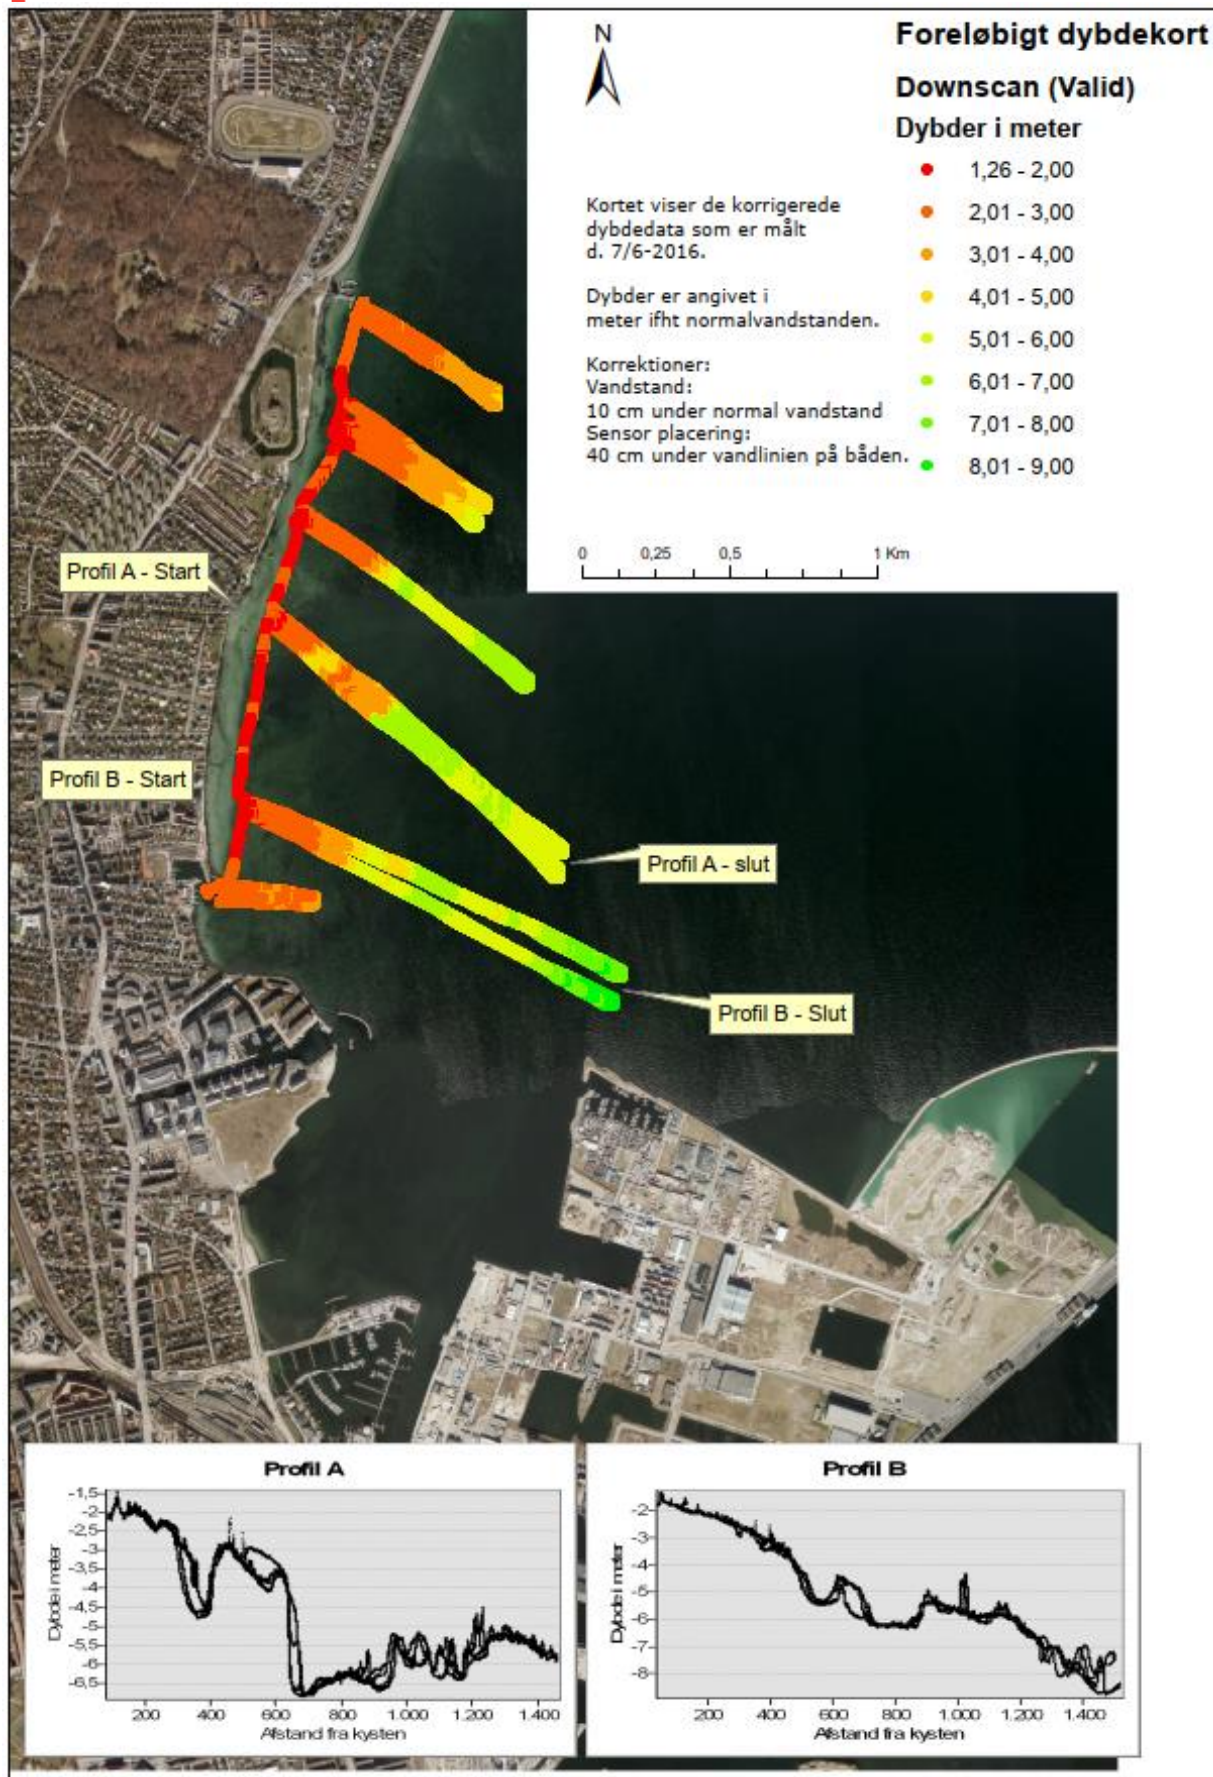 Foreløbigt dybdekort
Downscan (Valid)
Dybder i meter
1,26 - 2,00
2,01 - 3,00
3,01 - 4,00
4,01 - 5,00
5,01 - 6,00
6,01 - 7,00
7,01 - 8,00
8,01 - 9,00
N
Kortet viser de korrigerede
dybdedata som er målt
d. 7/6-2016.
Dybder er angivet i
meter ifht normalvandstanden.
Korrektioner:
Vandstand:
10 cm under normal vandstand
Sensor placering:
40 cm under vandlinien på båden.
0 0,25 0,5 1 Km
Profil A - Start
Profil B - Start
Profil A - slut
Profil B - Slut
Profil A
Dybde i meter
-1,5
-2
-2,5
-3
-3,5
-4
-4,5
-5
-5,5
-6
-6,5
200 400 600 800 1.000 1.200 1.400
Afstand fra kysten
Profil B
Dybde i meter
-2
-3
-4
-5
-6
-7
-8
200 400 600 800 1.000 1.200 1.400
Afstand fra kysten